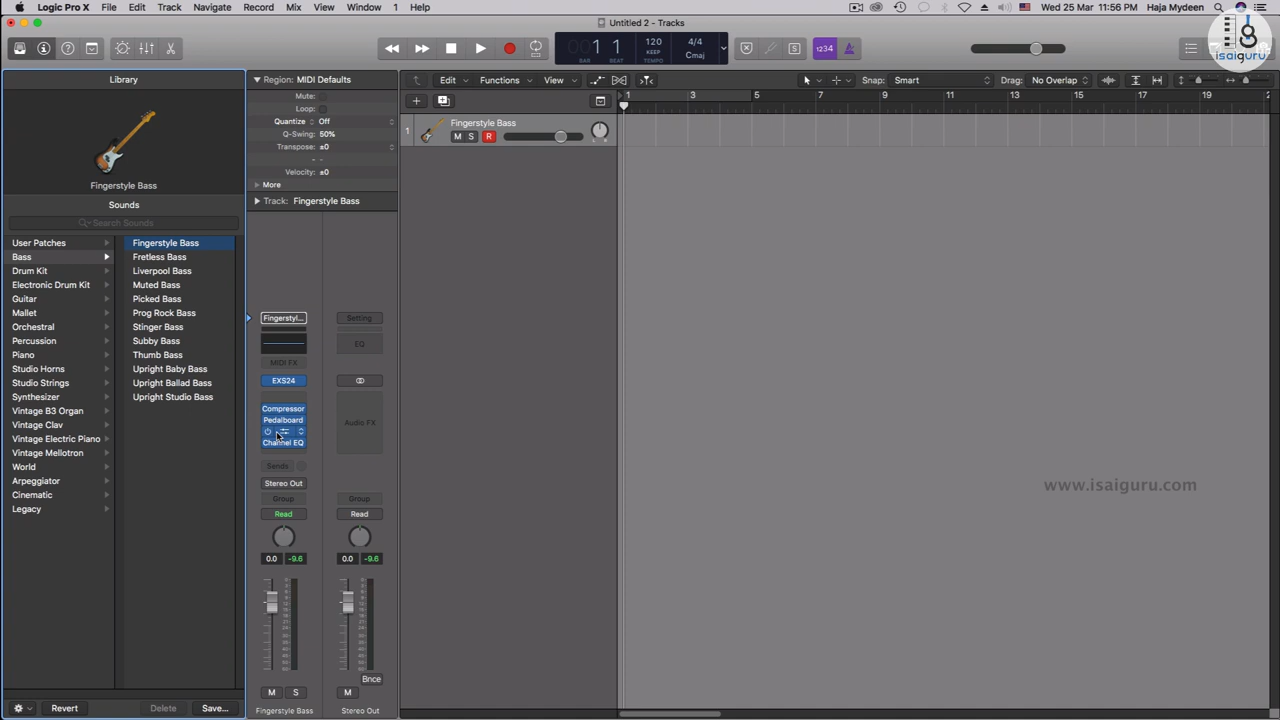 Logic Pro X File Edit Track Navigate Record Mix View Window 1 Help
Wed 25 Mar 11:56 PM Haja Mydeen
Untitled 2 - Tracks
001 1
BAR BEAT
120
KEEP
TEMPO
4/4
Cmaj
S
1234
isaiguru
Library
Fingerstyle Bass
Sounds
Search Sounds
User Patches
Bass
Drum Kit
Electronic Drum Kit
Guitar
Mallet
Orchestral
Percussion
Piano
Studio Horns
Studio Strings
Synthesizer
Vintage B3 Organ
Vintage Clav
Vintage Electric Piano
Vintage Mellotron
World
Arpeggiator
Cinematic
Legacy
Fingerstyle Bass
Fretless Bass
Liverpool Bass
Muted Bass
Picked Bass
Prog Rock Bass
Stinger Bass
Subby Bass
Thumb Bass
Upright Baby Bass
Upright Ballad Bass
Upright Studio Bass
Revert Delete Save...
Region: MIDI Defaults
Mute:
Loop:
Quantize Off
Q-Swing: 50%
Transpose: ±0
Velocity: ±0
More
Track: Fingerstyle Bass
Fingerstyl...
MIDI FX
EXS24
Compressor
Pedalboard
Channel EQ
Sends
Stereo Out
Group
Read
0.0 -9.6
M S
Fingerstyle Bass
Setting
EQ
Audio FX
Group
Read
0.0 -9.6
Bnce
M
Stereo Out
Edit Functions View
Snap: Smart
Drag: No Overlap
1 3 5 7 9 11 13 15 17 19 2
1
Fingerstyle Bass
M S R
www.isaiguru.com